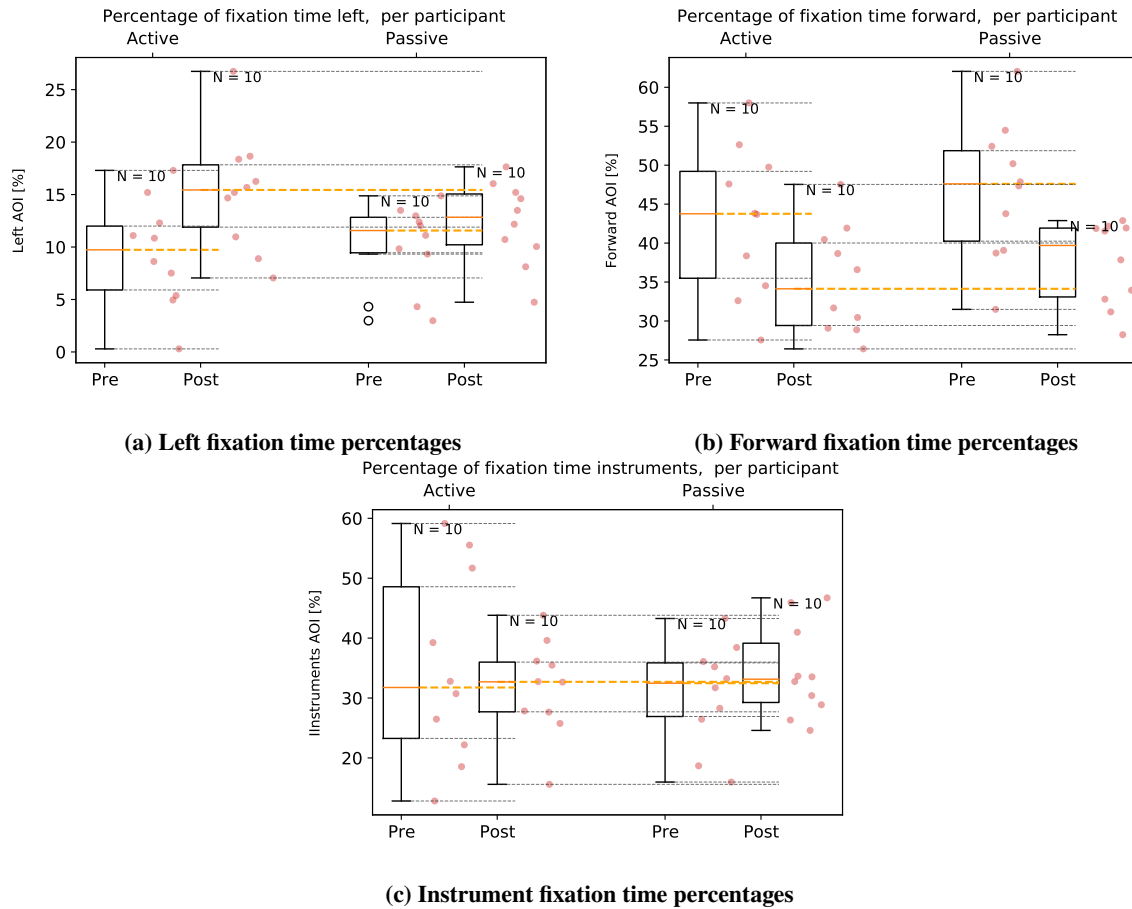 Percentage of fixation time left,  per participant
Active Passive
Left AOI [%]
25
20
15
10
5
0
N = 10
N = 10
N = 10
N = 10
Pre Post Pre Post
(a) Left fixation time percentages
Percentage of fixation time forward,  per participant
Active Passive
Forward AOI [%]
65
60
55
50
45
40
35
30
25
N = 10
N = 10
N = 10
N = 10
Pre Post Pre Post
(b) Forward fixation time percentages
Percentage of fixation time instruments,  per participant
Active Passive
IInstruments AOI [%]
60
50
40
30
20
N = 10
N = 10
N = 10
N = 10
Pre Post Pre Post
(c) Instrument fixation time percentages